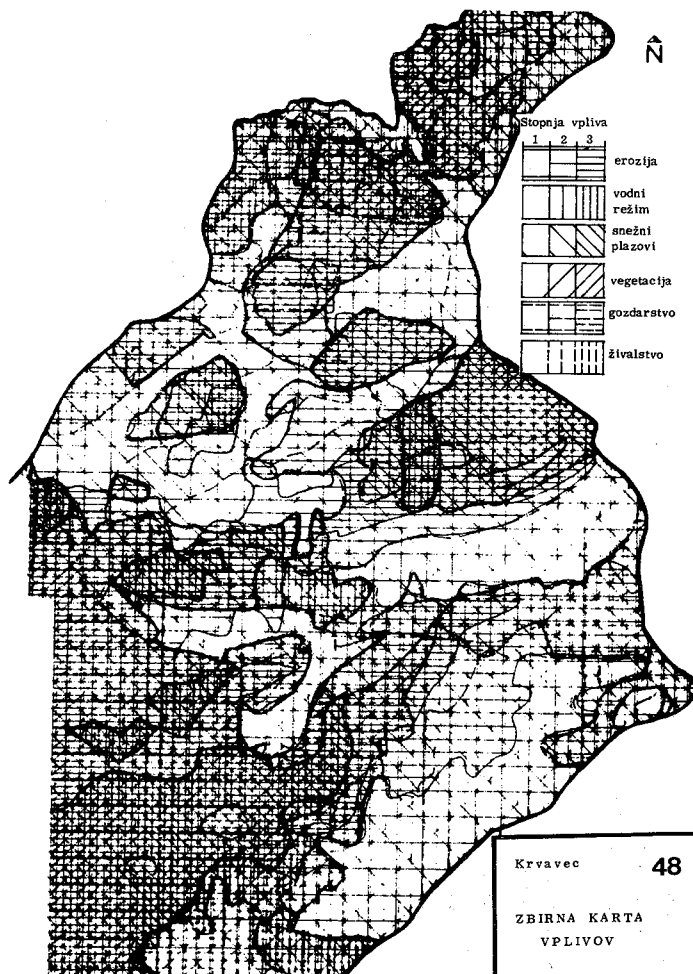 N
Stopnja vpliva
1 2 3
erozija
vodni
režim
snežni
plazovi
vegetacija
gozdarstvo
živalstvo
Krvavec 48
ZBIRNA KARTA
VPLIVOV